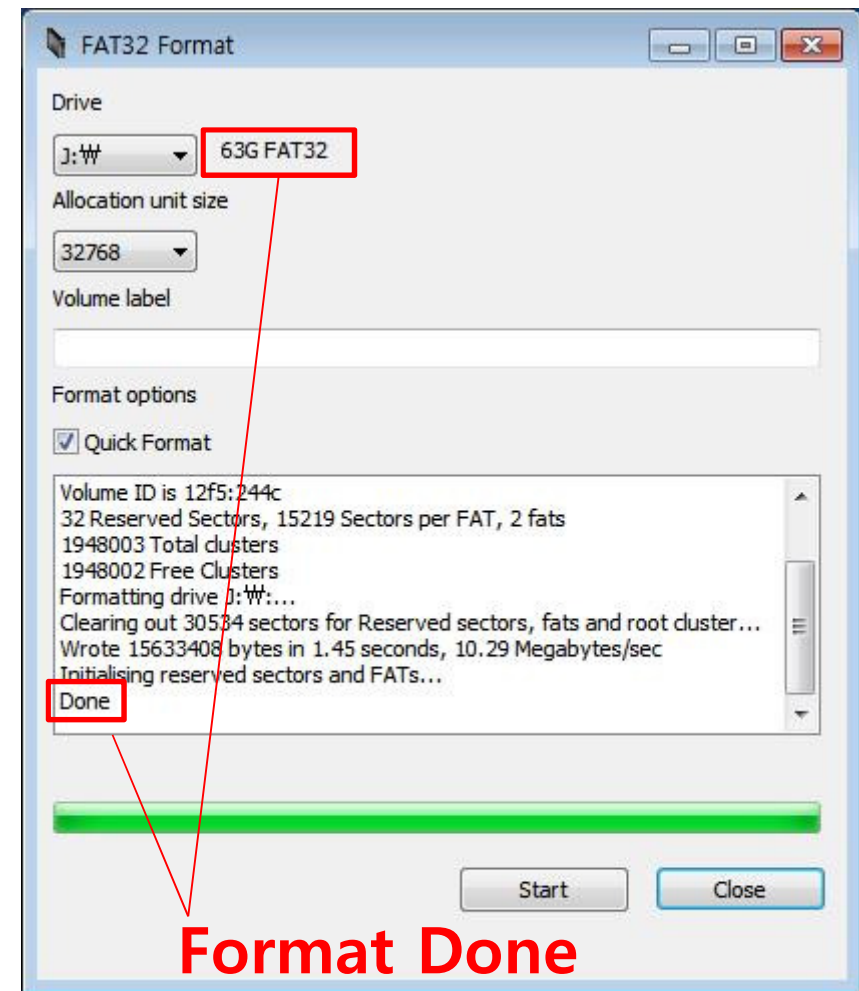 FAT32 Format
Drive
J:₩ 63G FAT32
Allocation unit size
32768
Volume label
Format options
Quick Format
Volume ID is 12f5:244c
32 Reserved Sectors, 15219 Sectors per FAT, 2 fats
1948003 Total clusters
1948002 Free Clusters
Formatting drive J:₩:...
Clearing out 30534 sectors for Reserved sectors, fats and root cluster...
Wrote 15633408 bytes in 1.45 seconds, 10.29 Megabytes/sec
Initialising reserved sectors and FATs...
Done
Start Close
Format Done